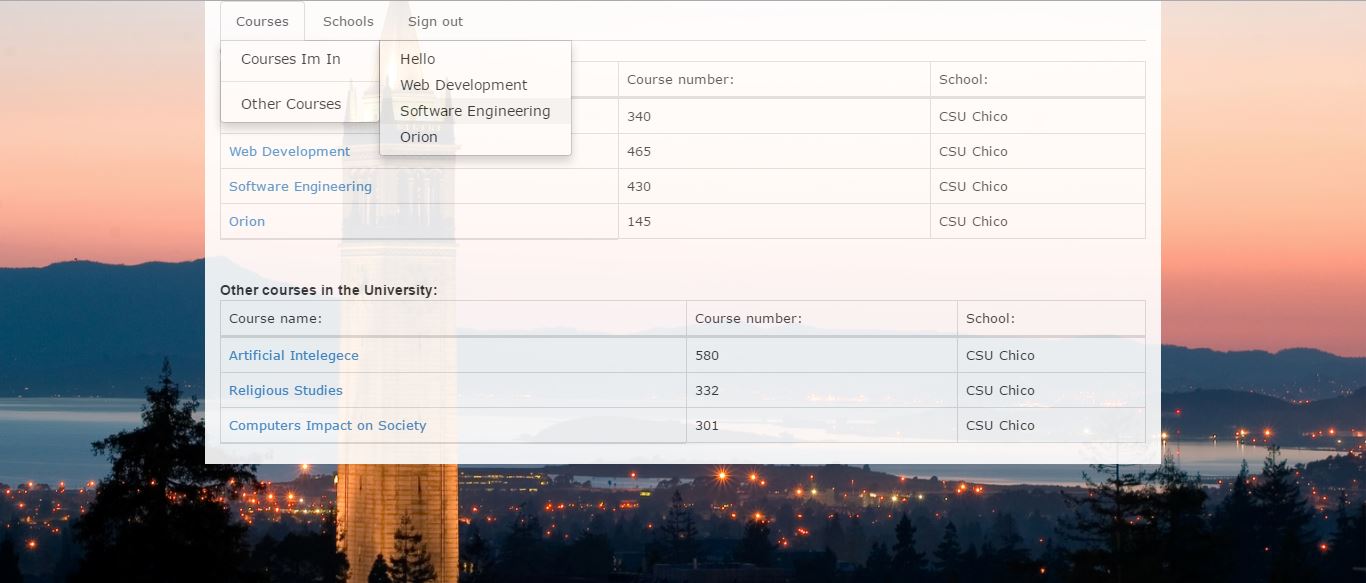 Courses Schools Sign out
Courses Im In
Other Courses
Hello
Web Development
Software Engineering
Orion
Course number: School:
340 CSU Chico
Web Development 465 CSU Chico
Software Engineering 430 CSU Chico
Orion 145 CSU Chico
Other courses in the University:
Course name: Course number: School:
Artificial Intelegece 580 CSU Chico
Religious Studies 332 CSU Chico
Computers Impact on Society 301 CSU Chico